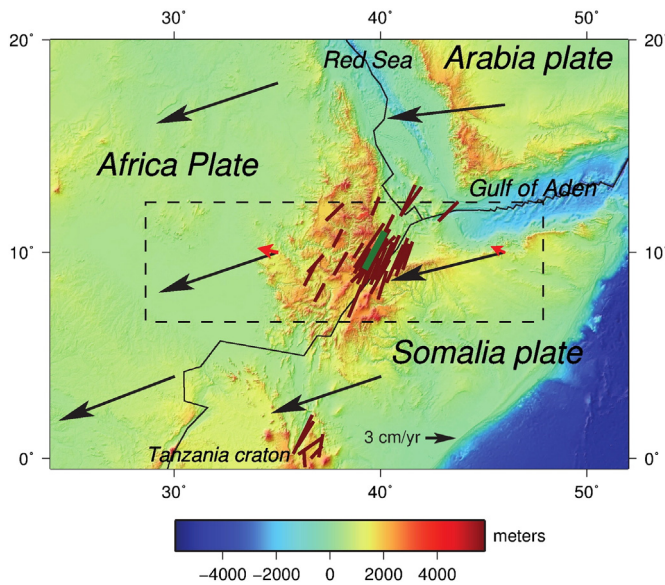 30° 40° 50°
20° 20°
Red Sea
Arabia plate
Africa Plate
Gulf of Aden
10° 10°
Somalia plate
3 cm/yr
Tanzania craton
0° 0°
30° 40° 50°
meters
−4000 −2000 0 2000 4000